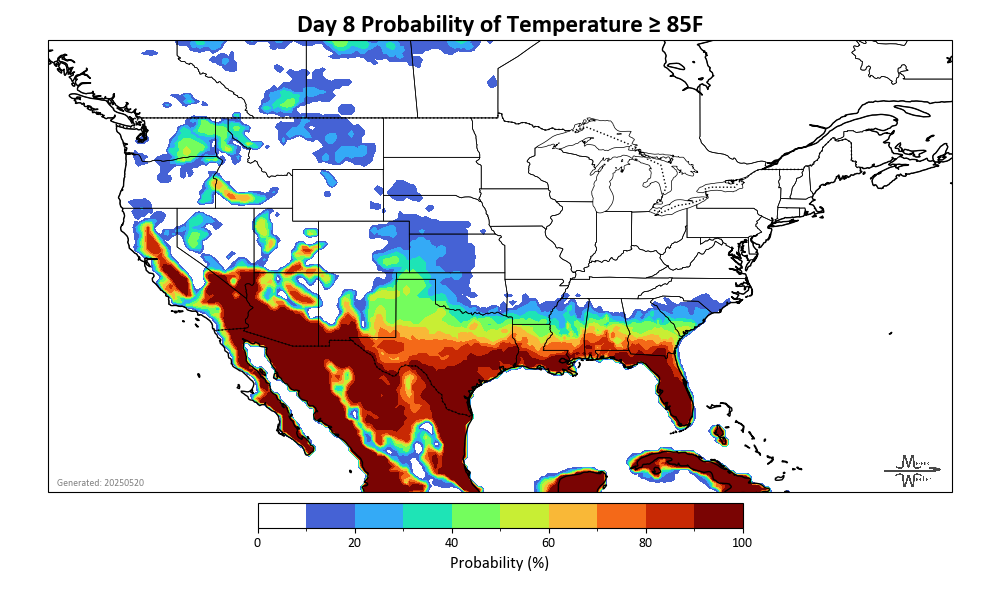 Day 8 Probability of Temperature ≥ 85F
Generated: 20250520
0 20 40 60 80 100
Probability (%)